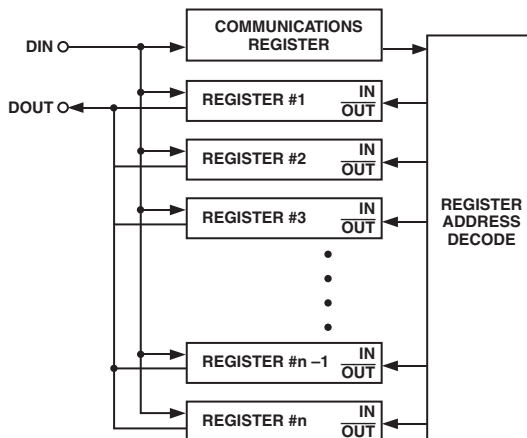 COMMUNICATIONS
REGISTER
DIN
DOUT
REGISTER #1
IN
OUT
REGISTER #2
IN
OUT
REGISTER #3
IN
OUT
REGISTER
ADDRESS
DECODE
REGISTER #n –1
IN
OUT
REGISTER #n
IN
OUT